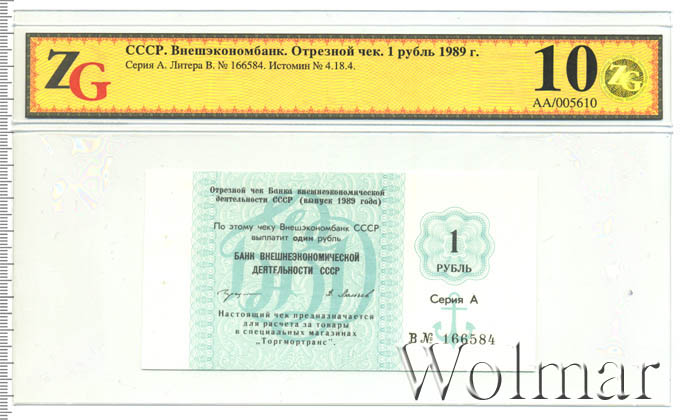 ZG
СССР. Внешэкономбанк. Отрезной чек. 1 рубль 1989 г.
Серия А. Литера В. № 166584. Истомин № 4.18.4.
10
ZG
АА/005610
Отрезной чек Банка внешнеэкономической
деятельности СССР (выпуск 1989 года)
По этому чеку Внешэкономбанк СССР
выплатит один рубль
БАНК ВНЕШНЕЭКОНОМИЧЕСКОЙ
ДЕЯТЕЛЬНОСТИ СССР
Настоящий чек предназначается
для расчета за товары
в специальных магазинах
„Торгмортранс".
1
РУБЛЬ
Серия А
В № 166584
Wolmar